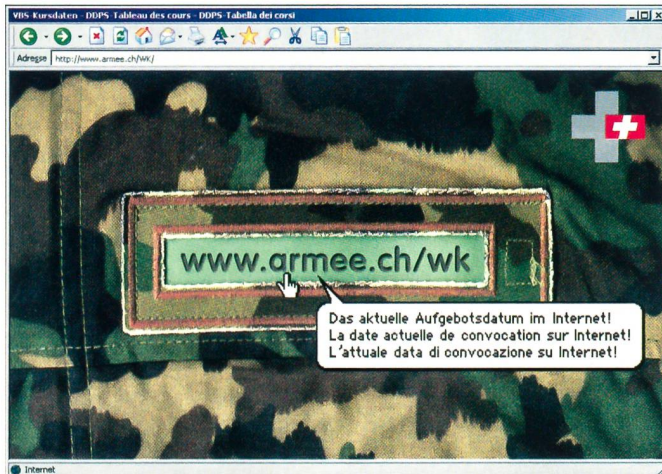 VBS-Kursdaten - DDPS-Tableau des cours - DDPS-Tabella dei corsi
Adresse http://www.armee.ch/WK/
www.armee.ch/wk
Das aktuelle Aufgebotsdatum im Internet!
La date actuelle de convocation sur Internet!
L'attuale data di convocazione su Internet!
Internet